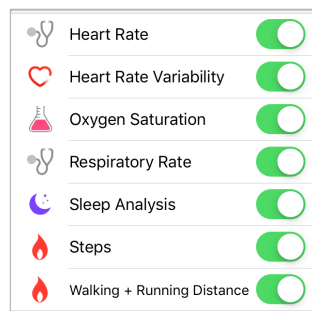 Heart Rate
Heart Rate Variability
Oxygen Saturation
Respiratory Rate
Sleep Analysis
Steps
Walking + Running Distance